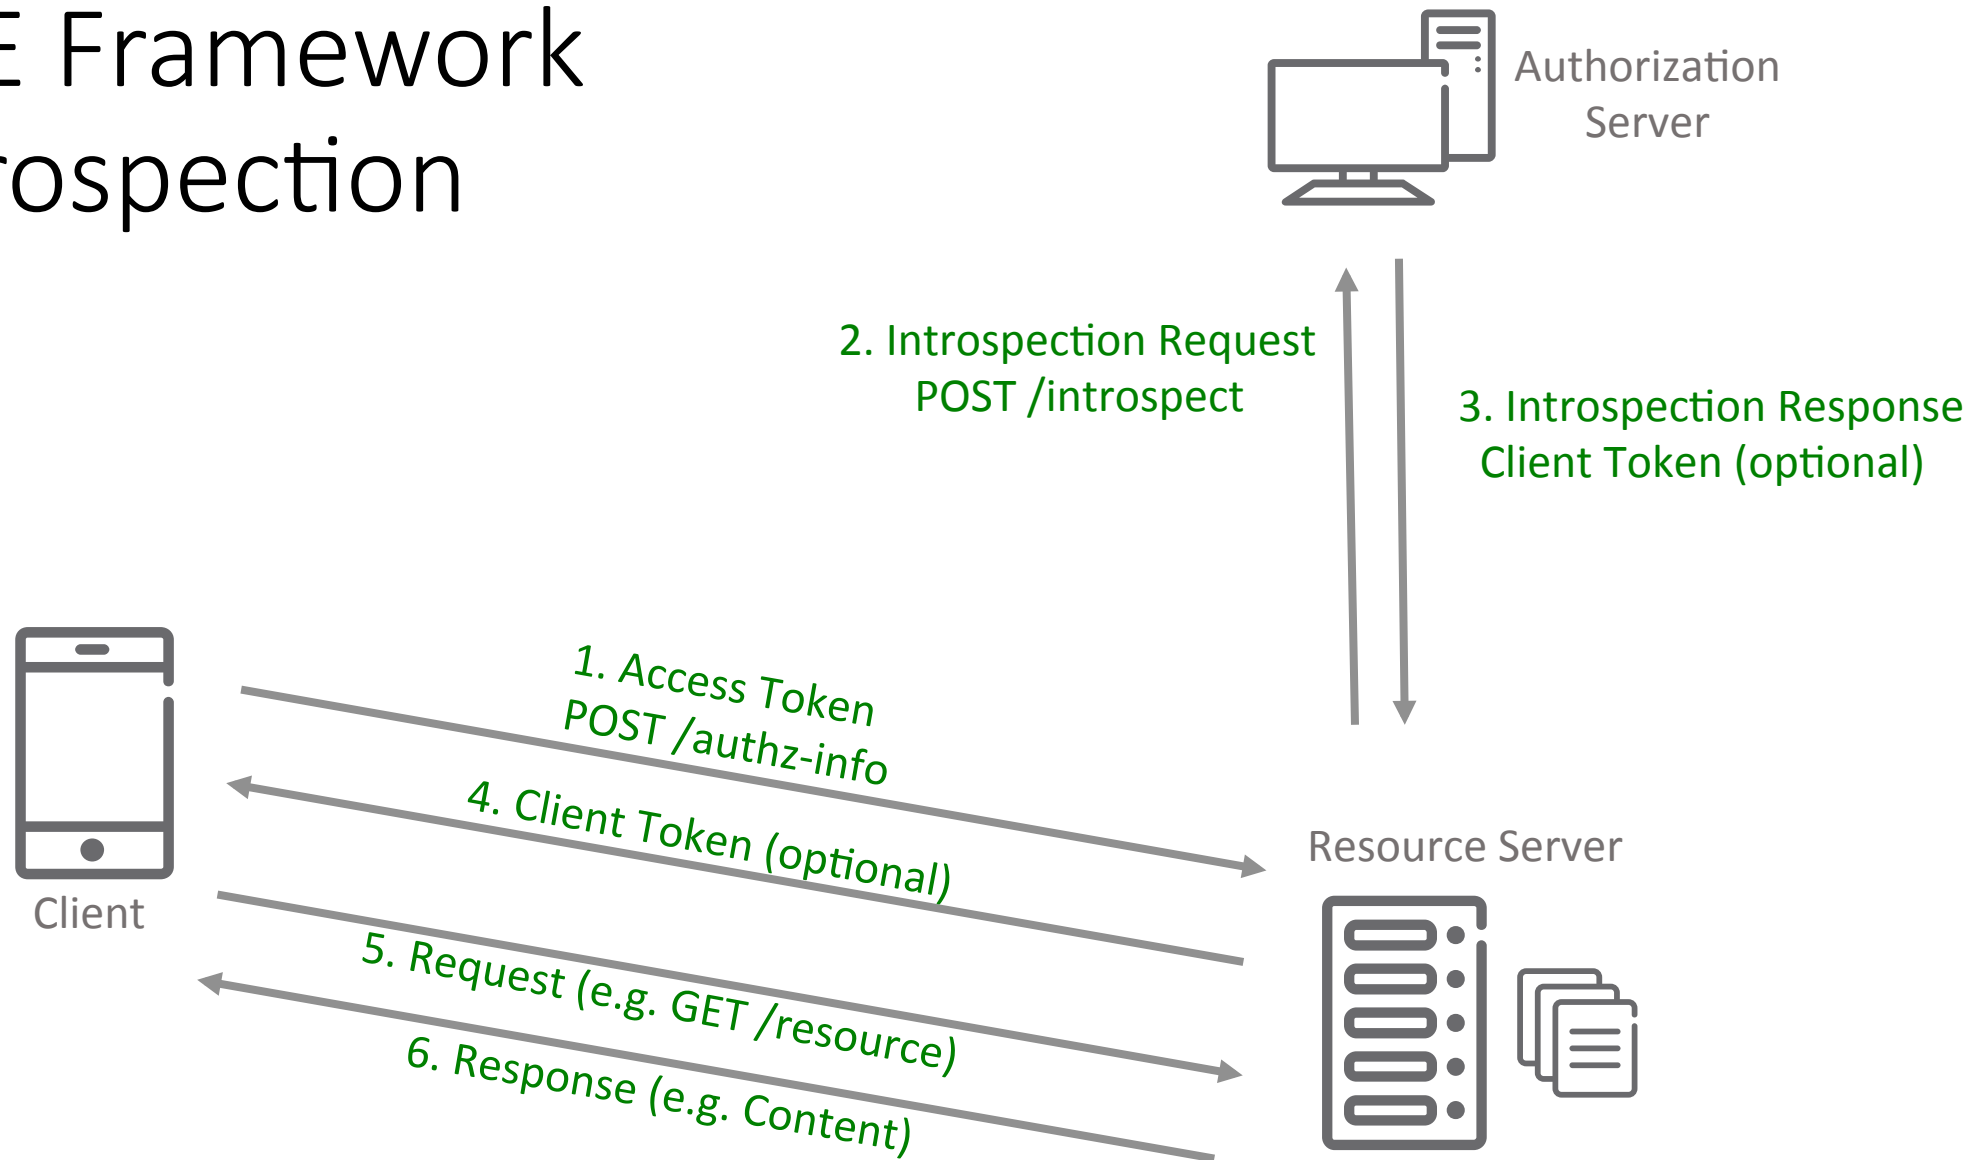 E Framework
rospection
Authorization
Server
2. Introspection Request
POST /introspect
3. Introspection Response
Client Token (optional)
1. Access Token
POST /authz-info
4. Client Token (optional)
5. Request (e.g. GET /resource)
6. Response (e.g. Content)
Client
Resource Server